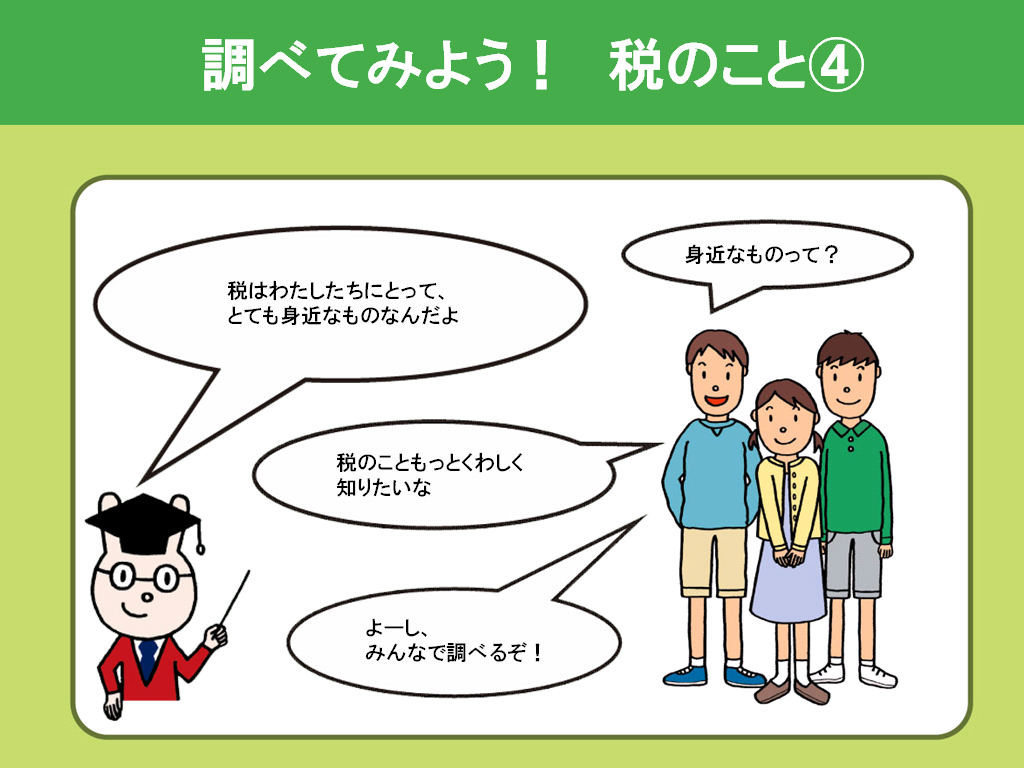 調べてみよう！　税のこと④
税はわたしたちにとって、
とても身近なものなんだよ
身近なものって？
税のこともっとくわしく
知りたいな
よーし、
みんなで調べるぞ！